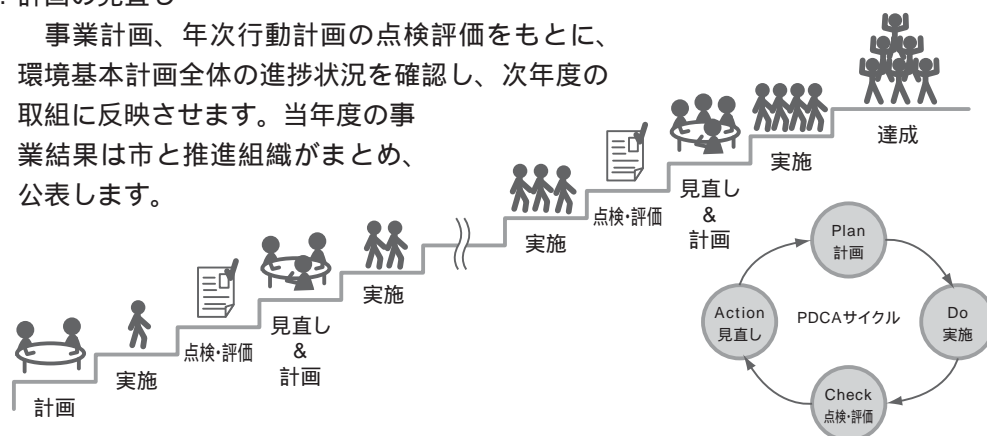 計画の見直し
事業計画、年次行動計画の点検評価をもとに、
環境基本計画全体の進捗状況を確認し、次年度の
取組に反映させます。当年度の事
業結果は市と推進組織がまとめ、
公表します。
計画
実施
点検・評価
見直し
&
計画
実施
実施
点検・評価
見直し
&
計画
実施
達成
Plan
計画
Do
実施
Check
点検・評価
Action
見直し
PDCAサイクル